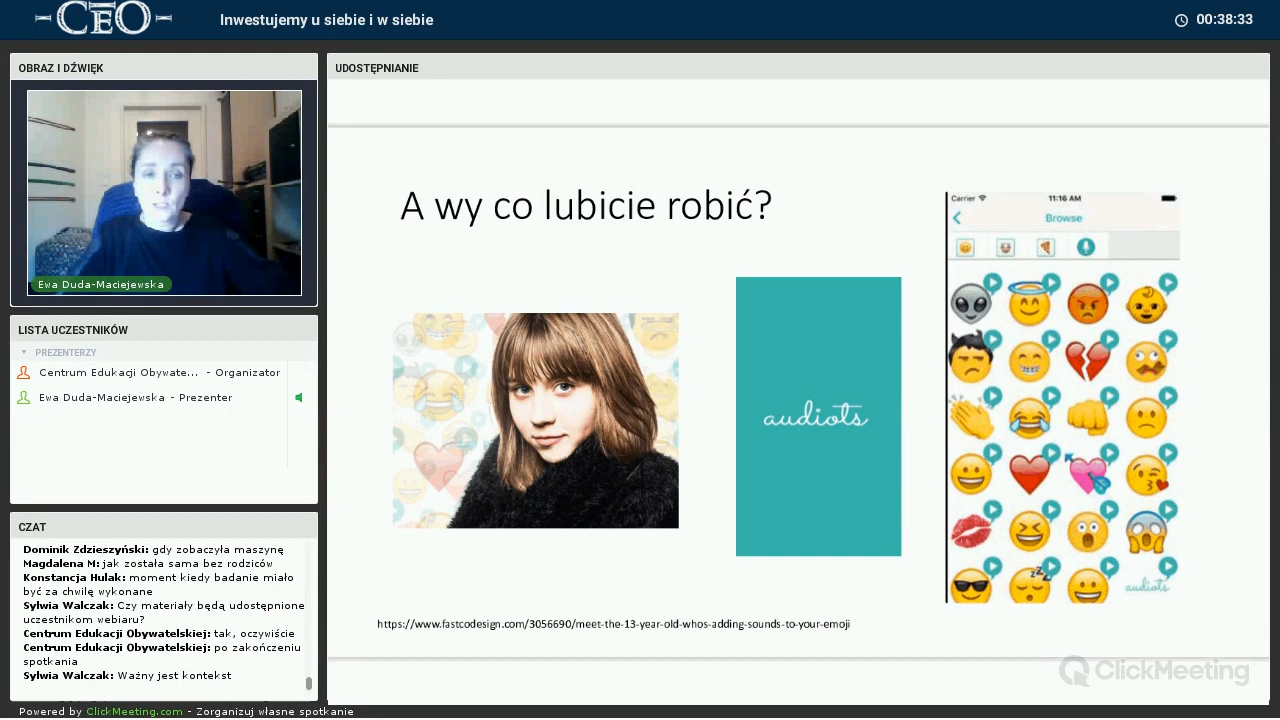 CEO
Inwestujemy u siebie i w siebie
00:38:33
OBRAZ I DŹWIĘK
Ewa Duda-Maciejewska
LISTA UCZESTNIKÓW
PREZENTERZY
Centrum Edukacji Obywate... - Organizator
Ewa Duda-Maciejewska - Prezenter
CZAT
Dominik Zdzieszyński: gdy zobaczyła maszynę
Magdalena M: jak została sama bez rodziców
Konstancja Hulak: moment kiedy badanie miało
być za chwilę wykonane
Sylwia Walczak: Czy materiały będą udostępnione
uczestnikom webiaru?
Centrum Edukacji Obywatelskiej: tak, oczywiście
Centrum Edukacji Obywatelskiej: po zakończeniu
spotkania
Sylwia Walczak: Ważny jest kontekst
Powered by ClickMeeting.com - Zorganizuj własne spotkanie
UDOSTĘPNIANIE
A wy co lubicie robić?
audiots
Carrier 11:16 AM
Browse
audiots
https://www.fastcodesign.com/3056690/meet-the-13-year-old-whos-adding-sounds-to-your-emoji
ClickMeeting